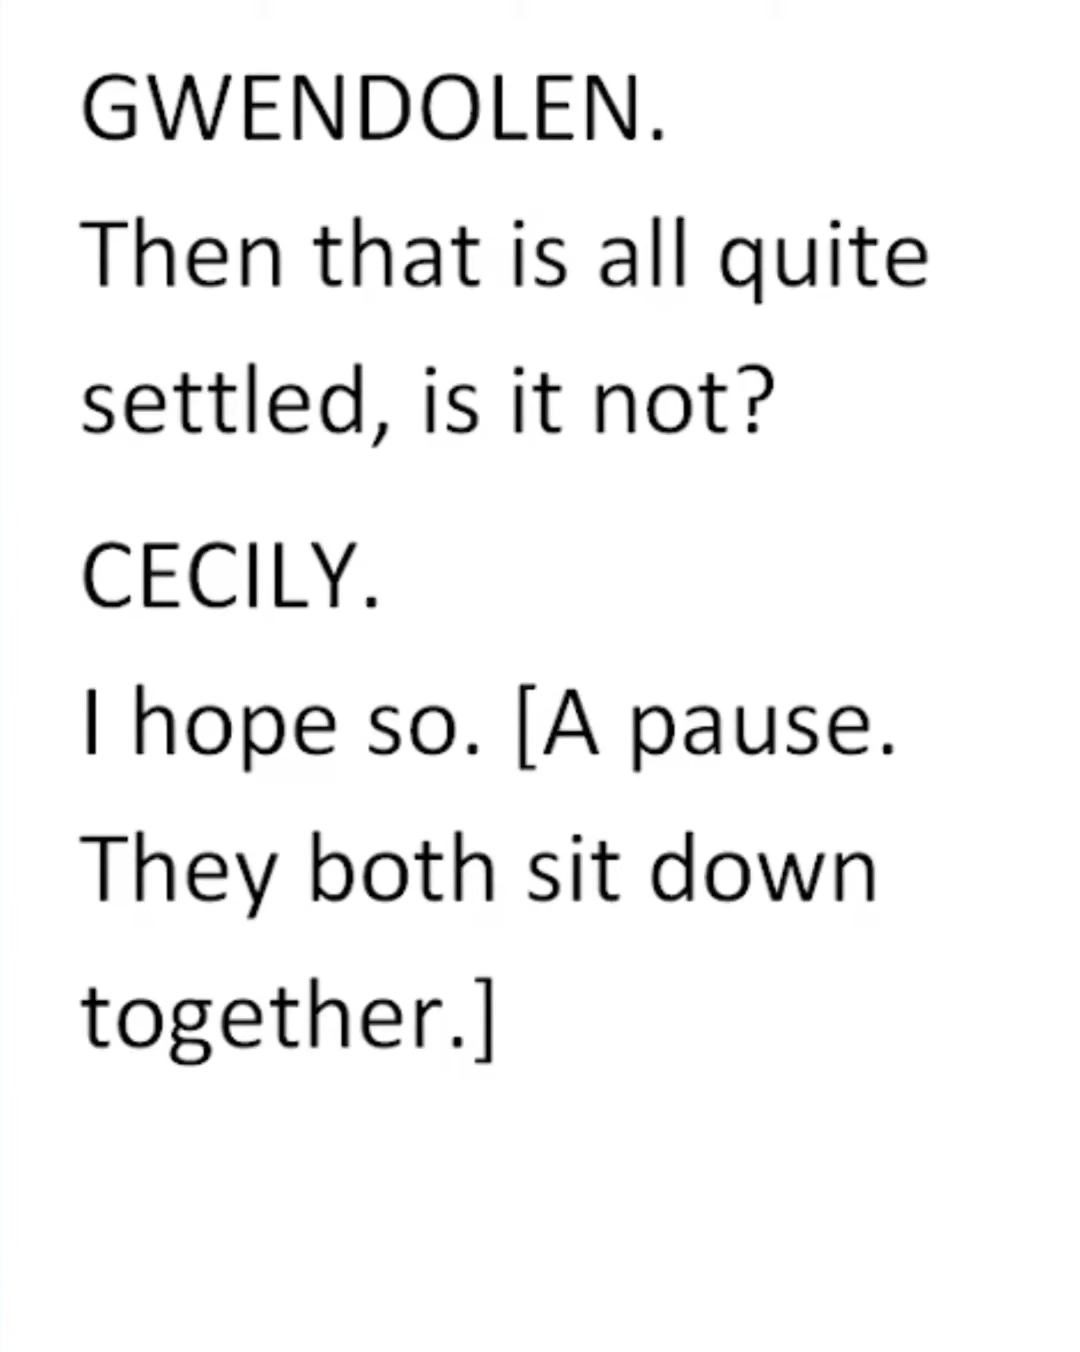 GWENDOLEN.
Then that is all quite
settled, is it not?
CECILY.
I hope so. [A pause.
They both sit down
together.]